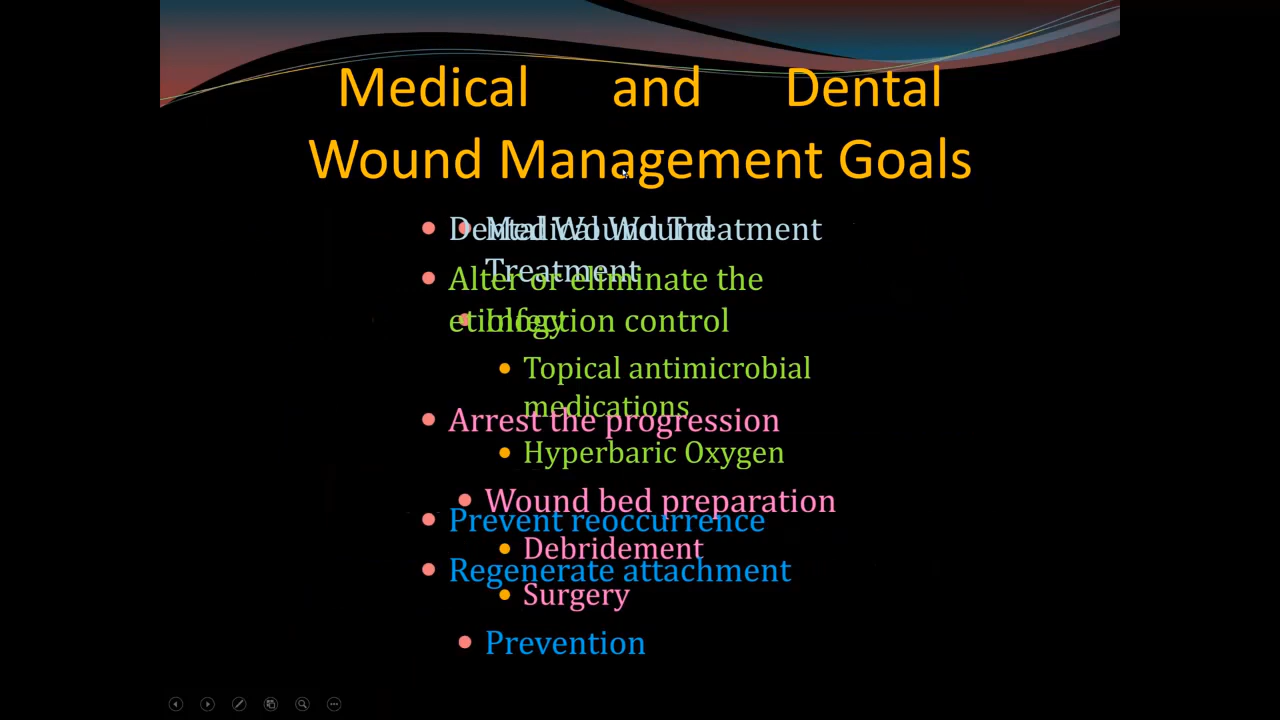 Medical and Dental
Wound Management Goals
Dental Wound Treatment
Medical Wound
Treatment
Alter or eliminate the
etiology
Infection control
Topical antimicrobial
medications
Arrest the progression
Hyperbaric Oxygen
Wound bed preparation
Prevent reoccurrence
Debridement
Regenerate attachment
Surgery
Prevention